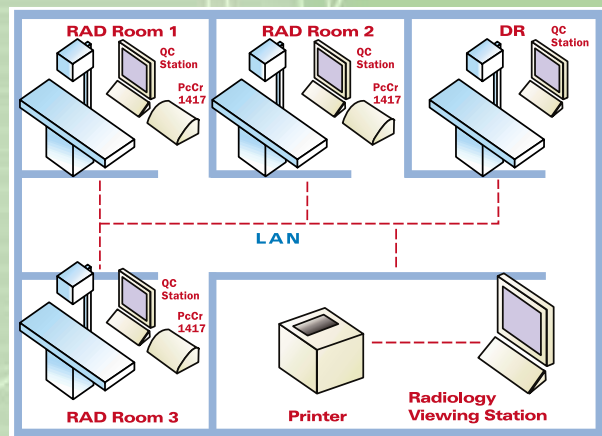 RAD Room 1
QC
Station
PcCr
1417
RAD Room 2
QC
Station
PcCr
1417
DR
QC
Station
LAN
QC
Station
PcCr
1417
RAD Room 3
Printer
Radiology
Viewing Station